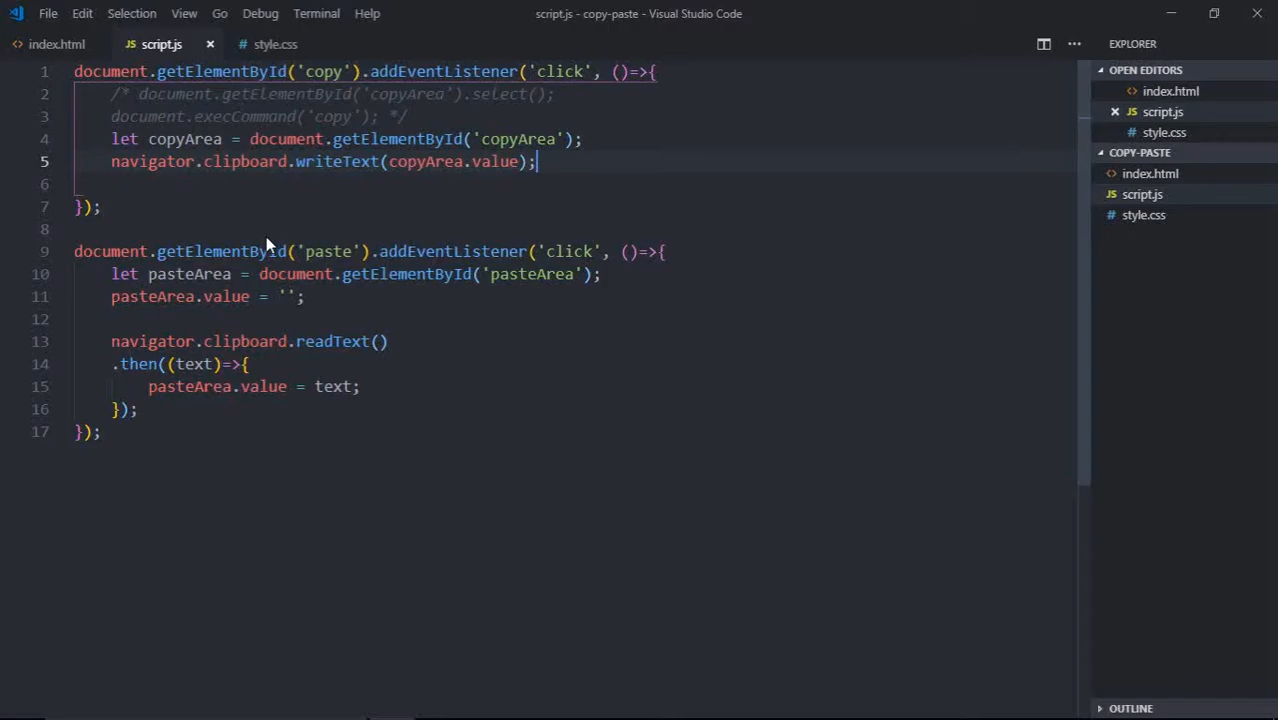 File Edit Selection View Go Debug Terminal Help script.js - copy-paste - Visual Studio Code
index.html JS script.js # style.css EXPLORER
OPEN EDITORS
index.html
JS script.js
# style.css
COPY-PASTE
index.html
JS script.js
# style.css
1 document.getElementById('copy').addEventListener('click', ()=>{
2 /* document.getElementById('copyArea').select();
3 document.execCommand('copy'); */
4 let copyArea = document.getElementById('copyArea');
5 navigator.clipboard.writeText(copyArea.value);
6
7 });
8
9 document.getElementById('paste').addEventListener('click', ()=>{
10 let pasteArea = document.getElementById('pasteArea');
11 pasteArea.value = '';
12
13 navigator.clipboard.readText()
14 .then((text)=>{
15 pasteArea.value = text;
16 });
17 });
OUTLINE